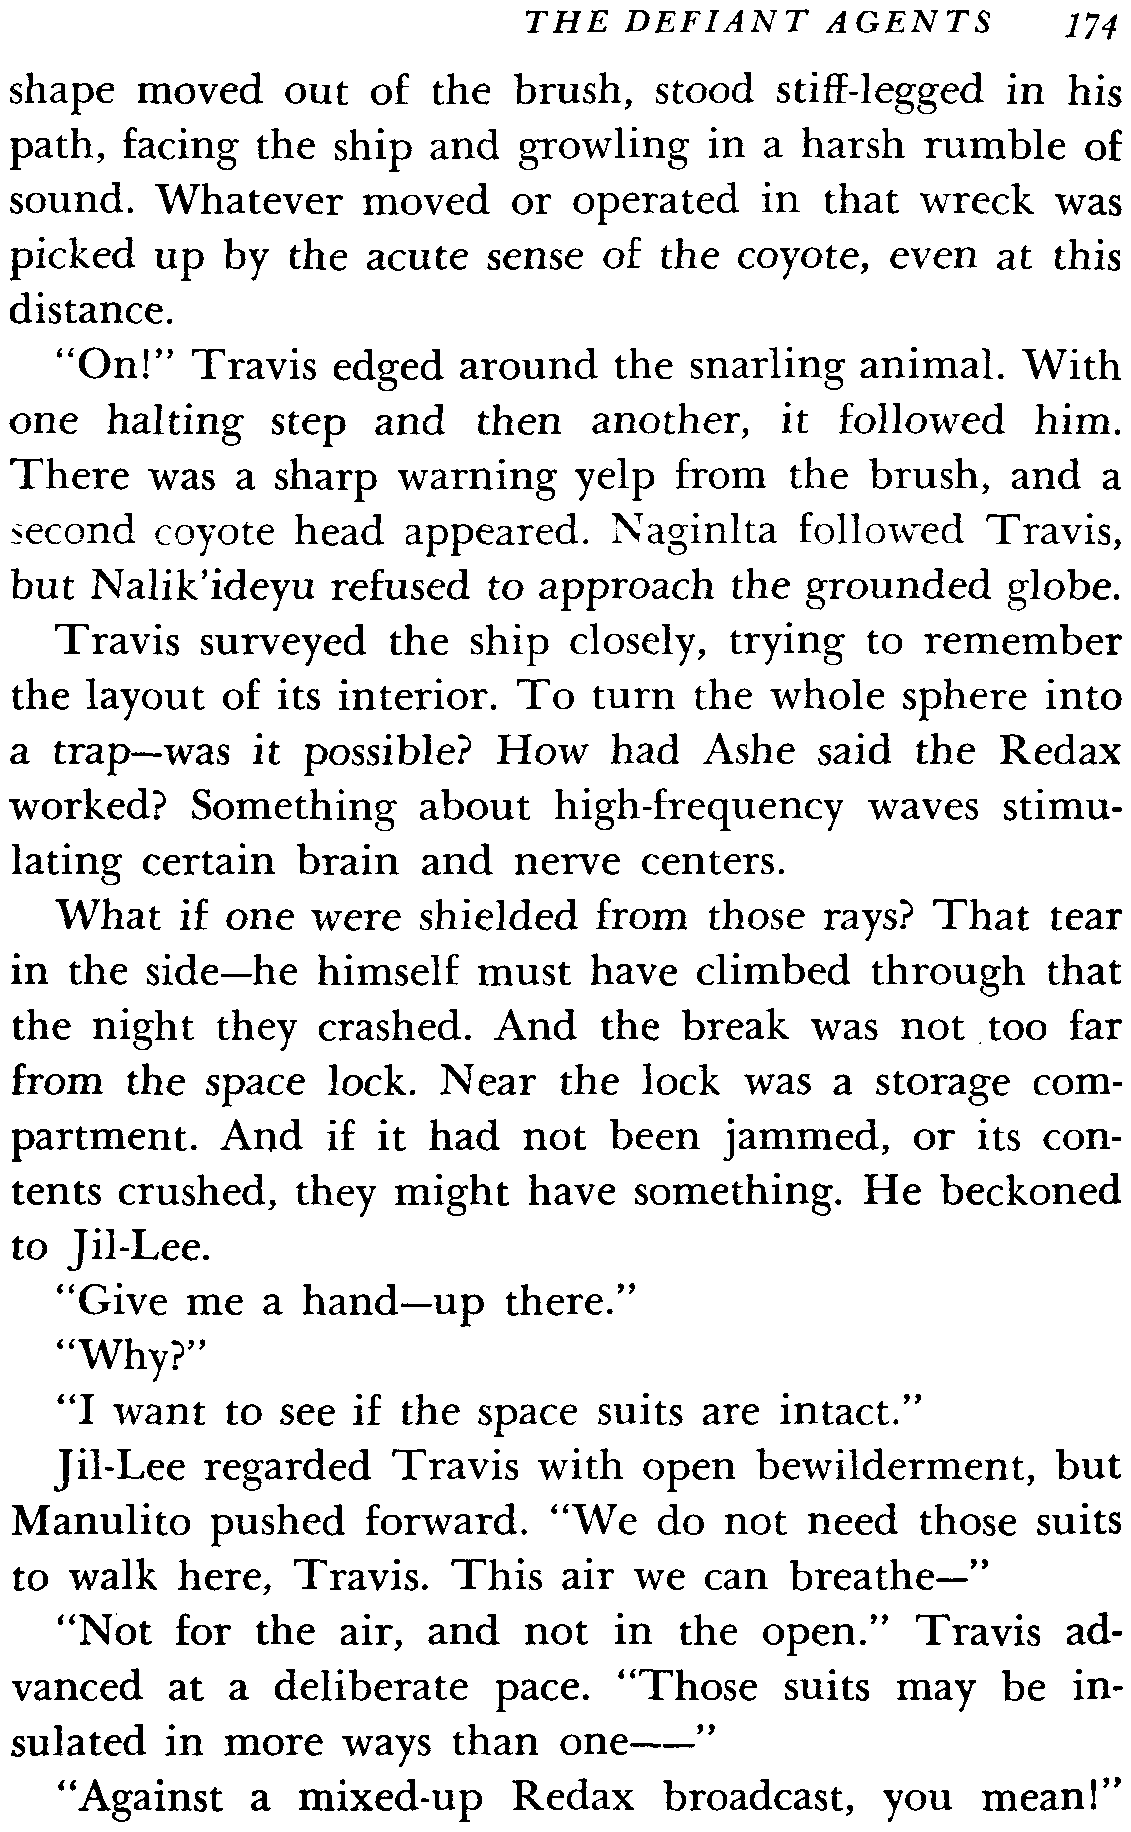 THE DEFIANT AGENTS 174
shape moved out of the brush, stood stiff-legged in his
path, facing the ship and growling in a harsh rumble of
sound. Whatever moved or operated in that wreck was
picked up by the acute sense of the coyote, even at this
distance.
“On!” Travis edged around the snarling animal. With
one halting step and then another, it followed him.
There was a sharp warning yelp from the brush, and a
second coyote head appeared. Naginlta followed Travis,
but Nalik’ideyu refused to approach the grounded globe.
Travis surveyed the ship closely, trying to remember
the layout of its interior. To turn the whole sphere into
a trap—was it possible? How had Ashe said the Redax
worked? Something about high-frequency waves stimu-
lating certain brain and nerve centers.
What if one were shielded from those rays? That tear
in the side—he himself must have climbed through that
the night they crashed. And the break was not too far
from the space lock. Near the lock was a storage com-
partment. And if it had not been jammed, or its con-
tents crushed, they might have something. He beckoned
to Jil-Lee.
“Give me a hand—up there.”
“Why?”
“I want to see if the space suits are intact.”
Jil-Lee regarded Travis with open bewilderment, but
Manulito pushed forward. “We do not need those suits
to walk here, Travis. This air we can breathe—”
“Not for the air, and not in the open.” Travis ad-
vanced at a deliberate pace. “Those suits may be in-
sulated in more ways than one——”
“Against a mixed-up Redax broadcast, you mean!”